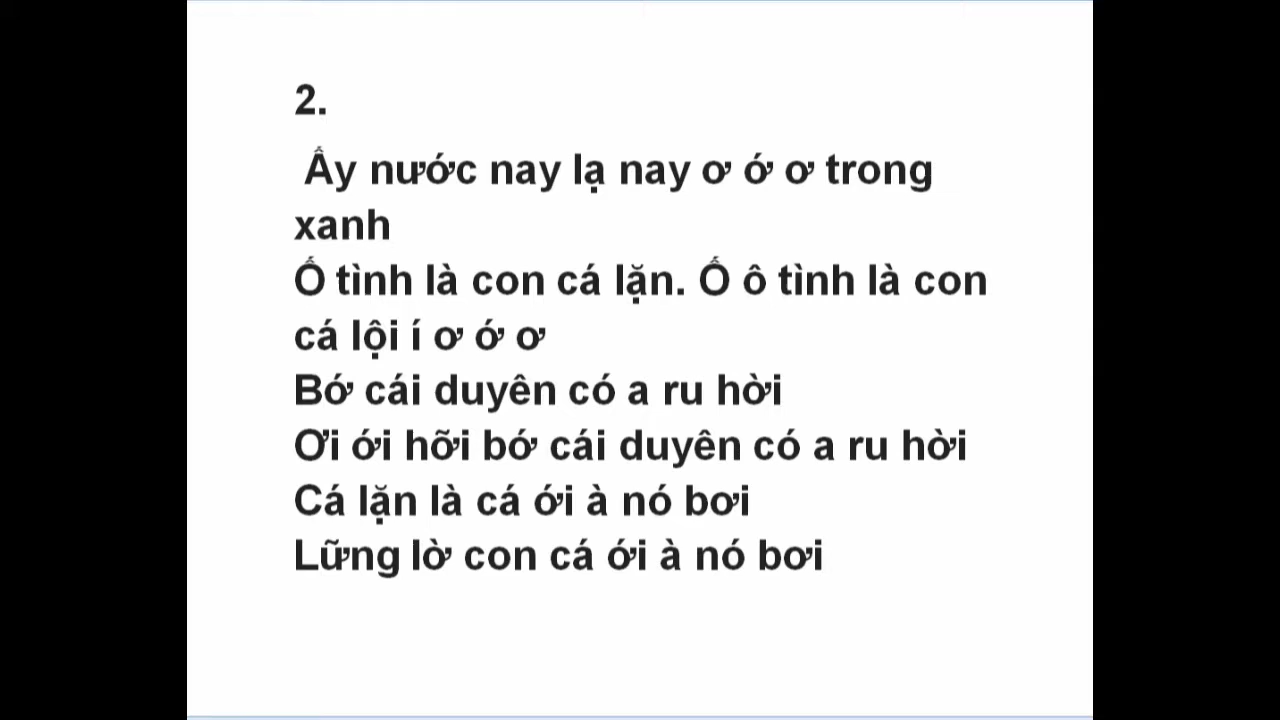 2.
Ấy nước nay lạ nay ơ ớ ơ trong
xanh
Ố tình là con cá lặn. Ố ô tình là con
cá lội í ơ ớ ơ
Bớ cái duyên có a ru hời
Ơi ới hỡi bớ cái duyên có a ru hời
Cá lặn là cá ới à nó bơi
Lững lờ con cá ới à nó bơi